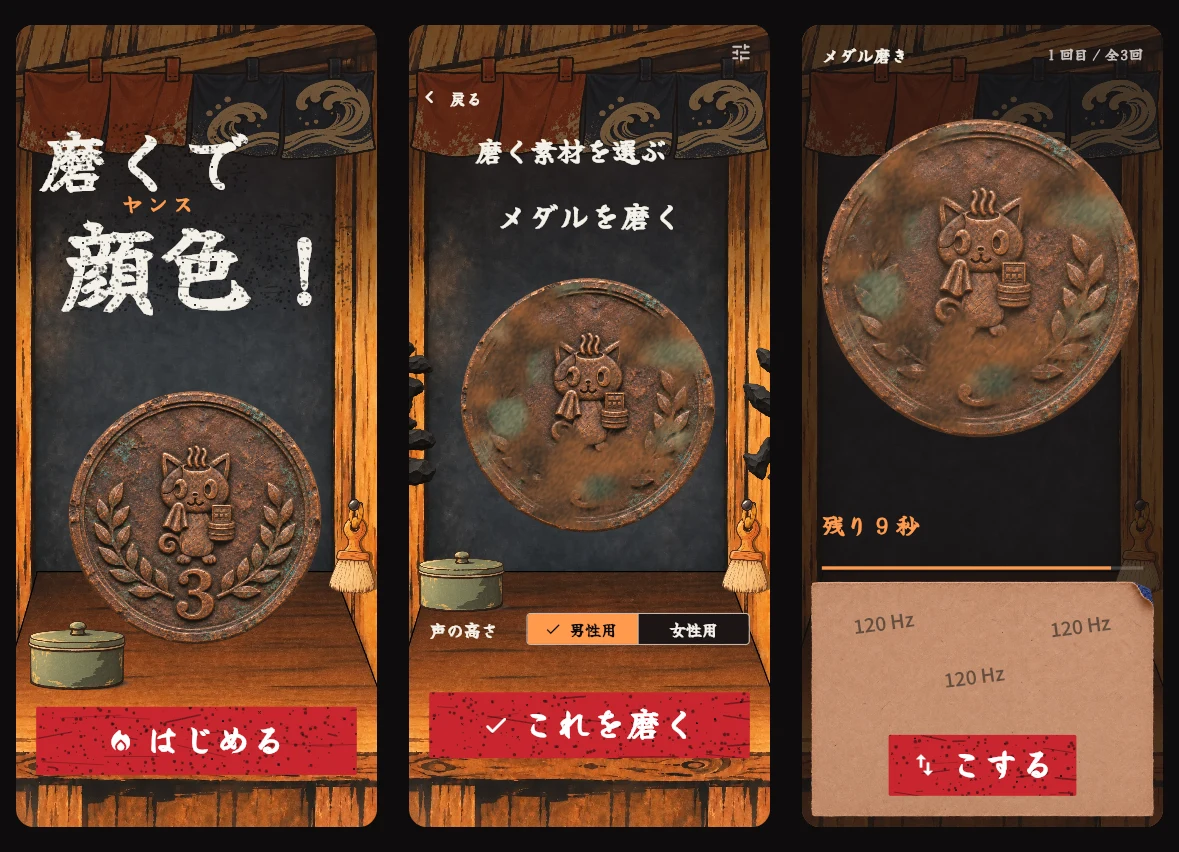 磨くで
ヤンス
顔色！
3
はじめる
戻る
磨く素材を選ぶ
メダルを磨く
声の高さ
男性用
女性用
これを磨く
メダル磨き
1回目 / 全3回
残り9秒
120 Hz
120 Hz
120 Hz
こする